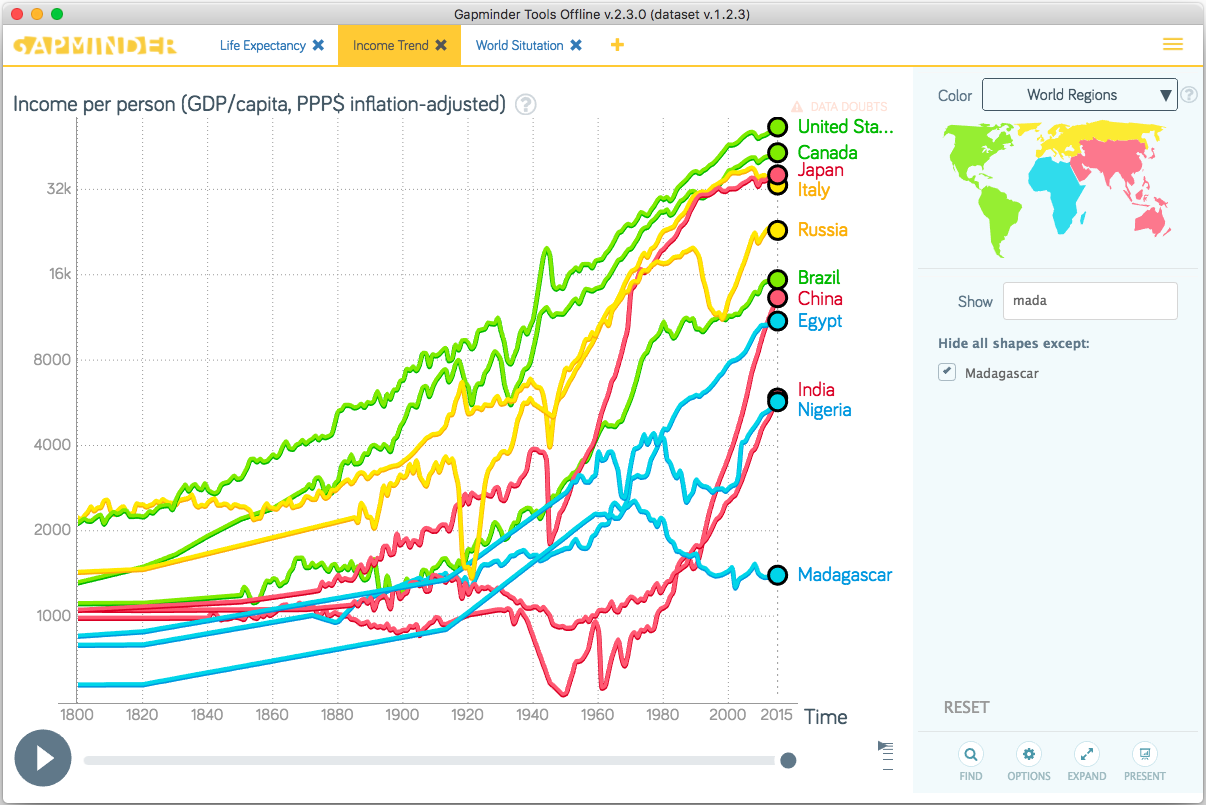 Gapminder Tools Offline v.2.3.0 (dataset v.1.2.3)
GAPMINDER
Life Expectancy ✖
Income Trend ✖
World Situtation ✖
+
Income per person (GDP/capita, PPP$ inflation-adjusted) ?
DATA DOUBTS
United Sta...
Canada
Japan
Italy
Russia
Brazil
China
Egypt
India
Nigeria
Madagascar
32k
16k
8000
4000
2000
1000
1800 1820 1840 1860 1880 1900 1920 1940 1960 1980 2000 2015
Time
Color World Regions ▼ ?
Show mada
Hide all shapes except:
Madagascar
RESET
FIND OPTIONS EXPAND PRESENT